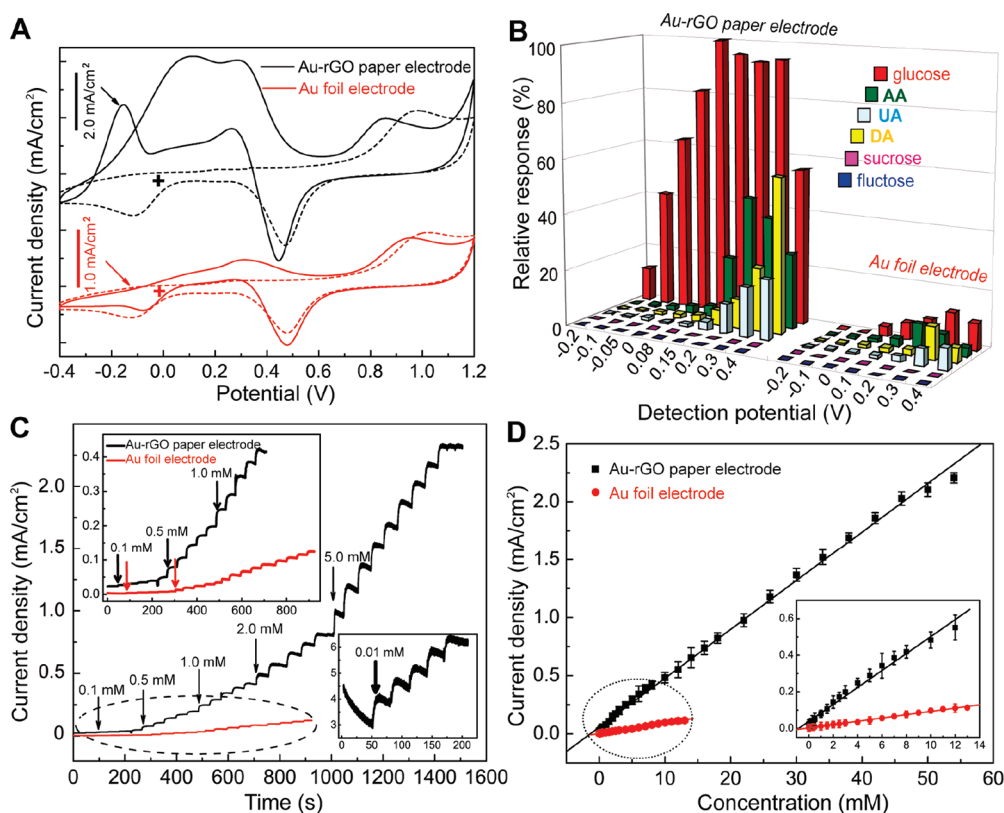 A
Au-rGO paper electrode
Au foil electrode
2.0 mA/cm²
1.0 mA/cm²
+
+
Current density (mA/cm²)
-0.4 -0.2 0.0 0.2 0.4 0.6 0.8 1.0 1.2
Potential (V)
B
Au-rGO paper electrode
100
80
60
40
20
0
Relative response (%)
glucose
AA
UA
DA
sucrose
fluctose
Au foil electrode
-0.2 -0.1 -0.05 0 0.08 0.15 0.2 0.3 0.4
-0.2 -0.1 0 0.1 0.2 0.3 0.4
Detection potential (V)
C
Au-rGO paper electrode
Au foil electrode
0.4
0.3
0.2
0.1
0.0
0.1 mM
0.5 mM
1.0 mM
0 200 400 600 800
2.0
1.5
1.0
0.5
0
Current density (mA/cm²)
0.1 mM
0.5 mM
1.0 mM
2.0 mM
5.0 mM
6
5
4
3
0.01 mM
0 50 100 150 200
0 200 400 600 800 1000 1200 1400 1600
Time (s)
D
Au-rGO paper electrode
Au foil electrode
2.5
2.0
1.5
1.0
0.5
0.0
Current density (mA/cm²)
0.6
0.4
0.2
0.0
0 2 4 6 8 10 12 14
0 10 20 30 40 50 60
Concentration (mM)